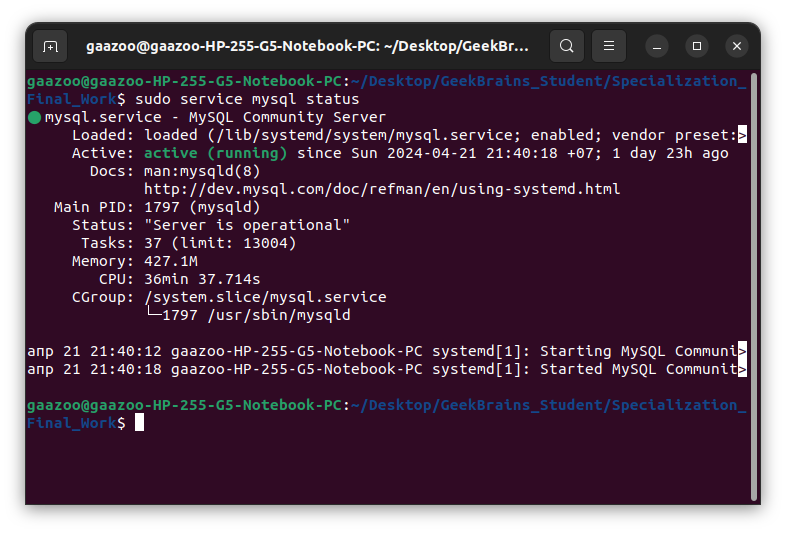 gaazoo@gaazoo-HP-255-G5-Notebook-PC: ~/Desktop/GeekBr...
gaazoo@gaazoo-HP-255-G5-Notebook-PC:~/Desktop/GeekBrains_Student/Specialization_
Final_Work$ sudo service mysql status
mysql.service - MySQL Community Server
Loaded: loaded (/lib/systemd/system/mysql.service; enabled; vendor preset:>
Active: active (running) since Sun 2024-04-21 21:40:18 +07; 1 day 23h ago
Docs: man:mysqld(8)
http://dev.mysql.com/doc/refman/en/using-systemd.html
Main PID: 1797 (mysqld)
Status: "Server is operational"
Tasks: 37 (limit: 13004)
Memory: 427.1M
CPU: 36min 37.714s
CGroup: /system.slice/mysql.service
└─1797 /usr/sbin/mysqld
апр 21 21:40:12 gaazoo-HP-255-G5-Notebook-PC systemd[1]: Starting MySQL Communi>
апр 21 21:40:18 gaazoo-HP-255-G5-Notebook-PC systemd[1]: Started MySQL Communit>
gaazoo@gaazoo-HP-255-G5-Notebook-PC:~/Desktop/GeekBrains_Student/Specialization_
Final_Work$